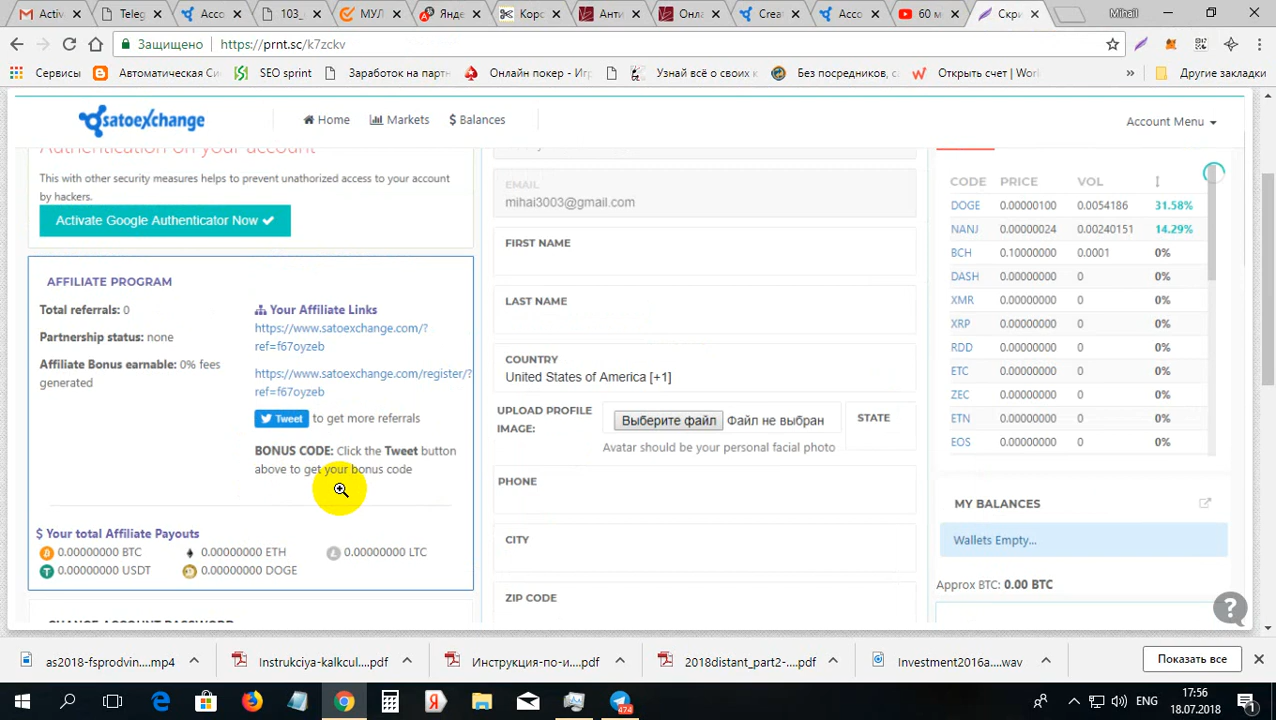 Activ
Teleg
Acco
103_
МУЛ
Янде
Корс
Анти
Онла
Crea
Acco
60 м
Скри
Mihail
Защищено
https://prnt.sc/k7zckv
Сервисы
Автоматическая Си
SEO sprint
Заработок на партн
Онлайн покер - Игр
Узнай всё о своих к
Без посредников, са
Открыть счет | Worl
»
Другие закладки
satoexchange
Home
Markets
$ Balances
Account Menu
Authentication on your account
This with other security measures helps to prevent unathorized access to your account
by hackers.
Activate Google Authenticator Now
AFFILIATE PROGRAM
Total referrals: 0
Partnership status: none
Affiliate Bonus earnable: 0% fees
generated
Your Affiliate Links
https://www.satoexchange.com/?
ref=f67oyzeb
https://www.satoexchange.com/register/?
ref=f67oyzeb
Tweet to get more referrals
BONUS CODE: Click the Tweet button
above to get your bonus code
$ Your total Affiliate Payouts
0.00000000 BTC
0.00000000 ETH
0.00000000 LTC
0.00000000 USDT
0.00000000 DOGE
CHANGE ACCOUNT PASSWORD
EMAIL
mihai3003@gmail.com
FIRST NAME
LAST NAME
COUNTRY
United States of America [+1]
UPLOAD PROFILE
IMAGE:
Выберите файл Файл не выбран
STATE
Avatar should be your personal facial photo
PHONE
CITY
ZIP CODE
CODE PRICE VOL
DOGE 0.00000100 0.0054186 31.58%
NANJ 0.00000024 0.00240151 14.29%
BCH 0.10000000 0.0001 0%
DASH 0.00000000 0 0%
XMR 0.00000000 0 0%
XRP 0.00000000 0 0%
RDD 0.00000000 0 0%
ETC 0.00000000 0 0%
ZEC 0.00000000 0 0%
ETN 0.00000000 0 0%
EOS 0.00000000 0 0%
MY BALANCES
Wallets Empty...
Approx BTC: 0.00 BTC
?
as2018-fsprodvin....mp4
Instrukciya-kalkcul....pdf
Инструкция-по-и....pdf
2018distant_part2-....pdf
Investment2016a....wav
Показать все
474
ENG
17:56
18.07.2018
1